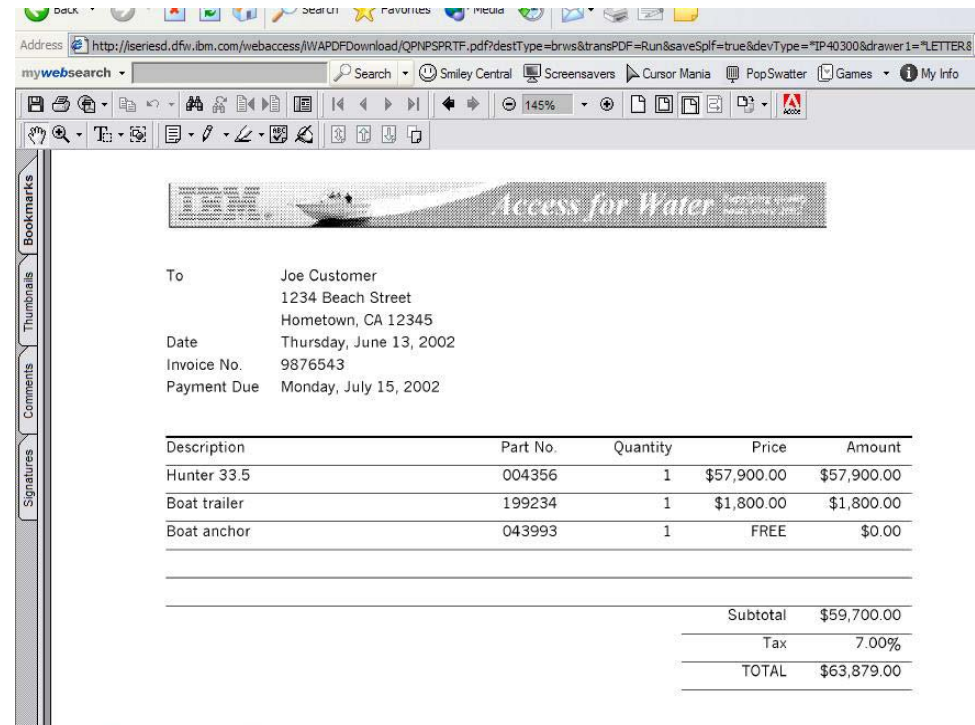 Back Search Favorites Media
Address http://iseriesd.dfw.ibm.com/webaccess/iWAPDFDownload/QPNPSPRTF.pdf?destType=brws&transPDF=Run&saveSplf=true&devType=*IP40300&drawer1=*LETTER&
mywebsearch Search Smiley Central Screensavers Cursor Mania PopSwatter Games My Info
145% Adobe
Bookmarks
Thumbnails
Comments
Signatures
IBM. Access for Water
To Joe Customer
1234 Beach Street
Hometown, CA 12345
Date Thursday, June 13, 2002
Invoice No. 9876543
Payment Due Monday, July 15, 2002
Description Part No. Quantity Price Amount
Hunter 33.5 004356 1 $57,900.00 $57,900.00
Boat trailer 199234 1 $1,800.00 $1,800.00
Boat anchor 043993 1 FREE $0.00
Subtotal $59,700.00
Tax 7.00%
TOTAL $63,879.00